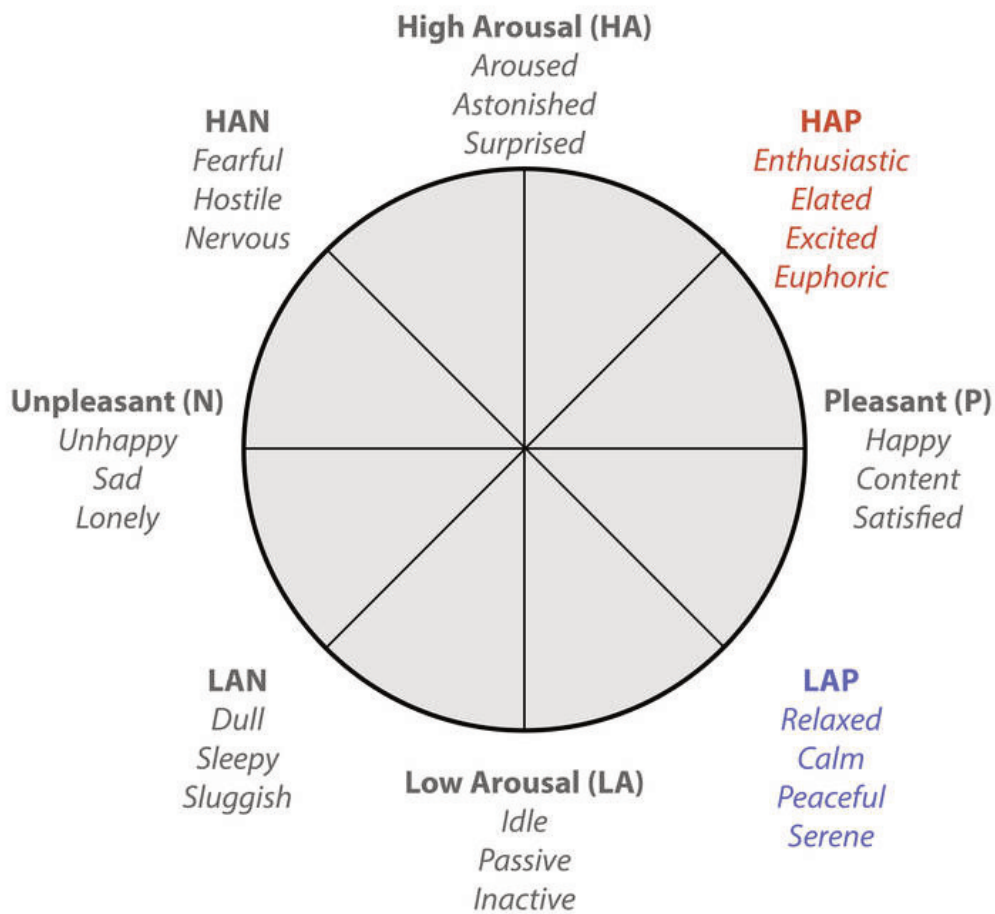 High Arousal (HA)
Aroused
Astonished
Surprised
HAN
Fearful
Hostile
Nervous
HAP
Enthusiastic
Elated
Excited
Euphoric
Unpleasant (N)
Unhappy
Sad
Lonely
Pleasant (P)
Happy
Content
Satisfied
LAN
Dull
Sleepy
Sluggish
Low Arousal (LA)
Idle
Passive
Inactive
LAP
Relaxed
Calm
Peaceful
Serene